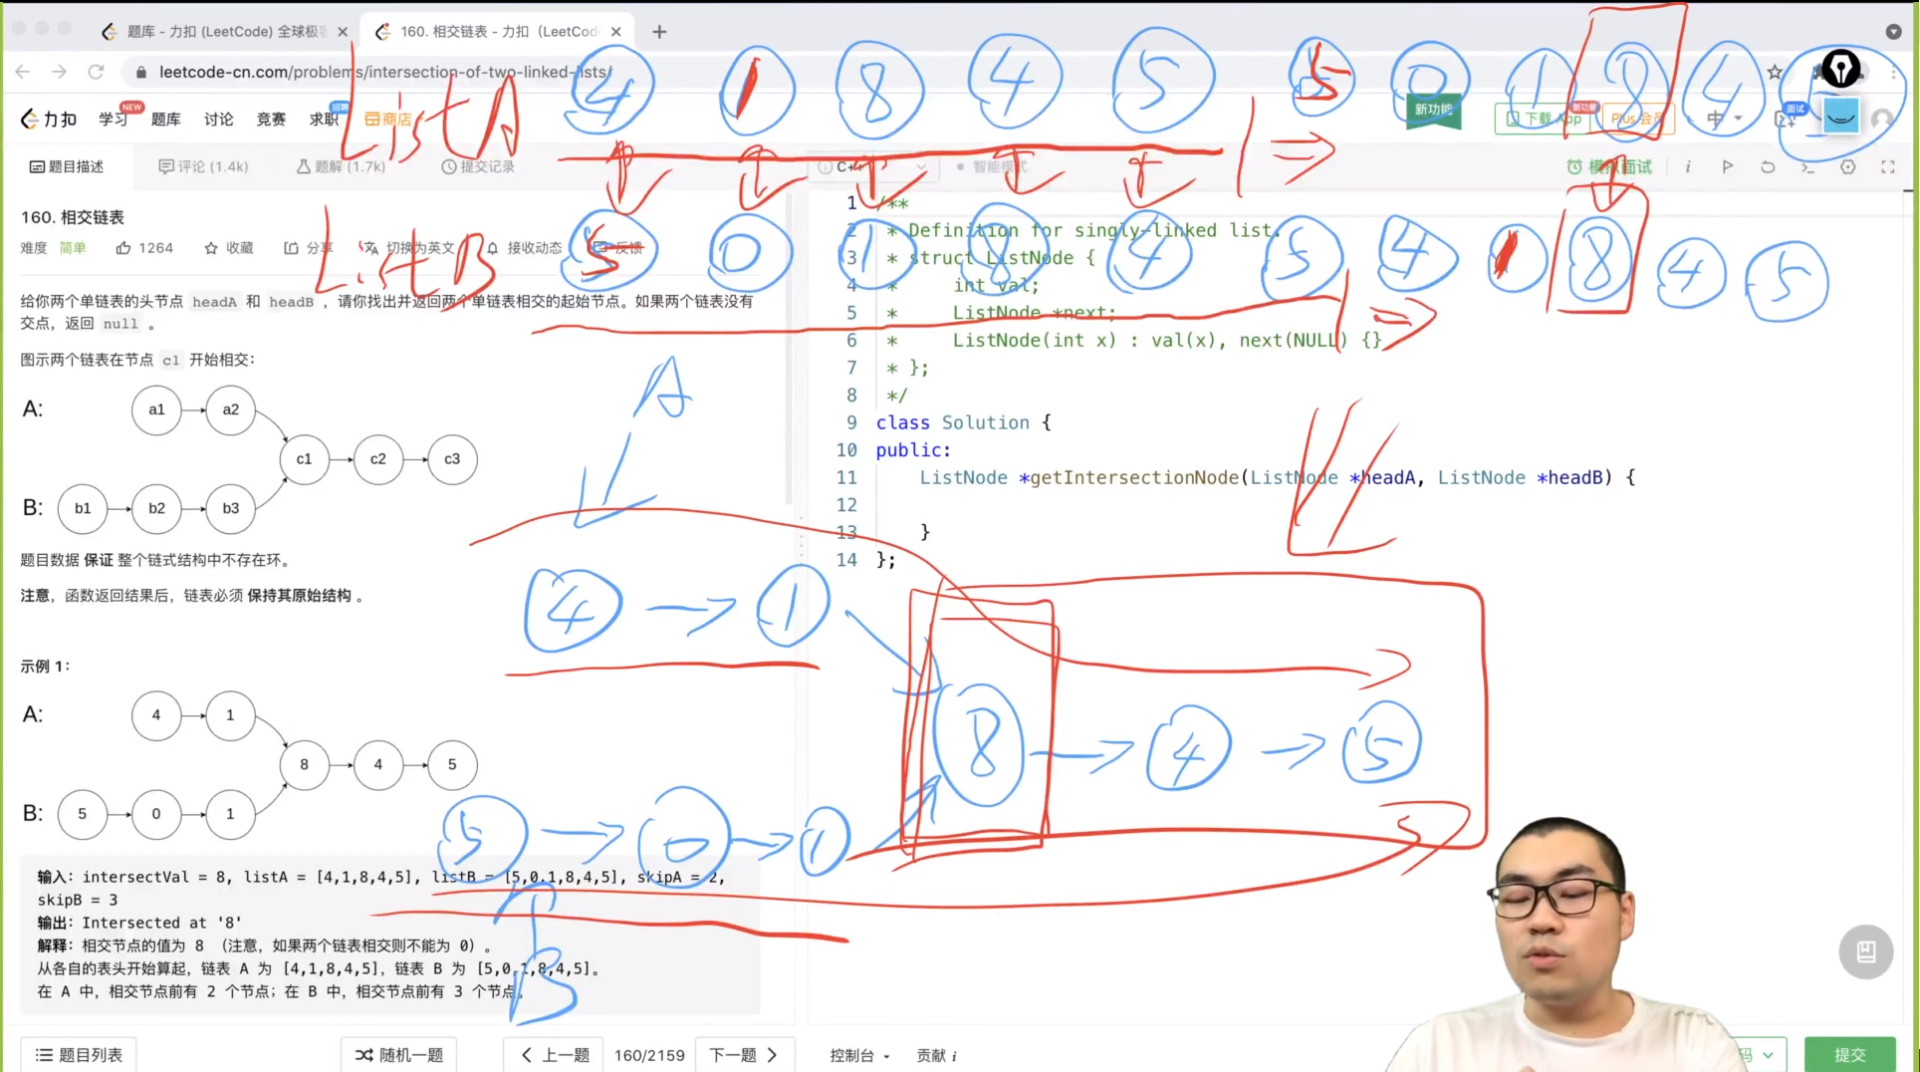 题库 - 力扣 (LeetCode) 全球极
160. 相交链表 - 力扣 (LeetCod
leetcode-cn.com/problems/intersection-of-two-linked-lists/
List A 4 1 8 4 5 | ⇒ 5 0 1 8 4 5
力扣 学习 NEW 题库 讨论 竞赛 求职 商店 新功能 下载 App Plus 会员 中 面试
题目描述 评论 (1.4k) 题解 (1.7k) 提交记录
C++ 智能模式 模拟面试
List B 5 0 1 8 4 5 | ⇒ 4 1 8 4 5
160. 相交链表
难度 简单 1264 收藏 分享 切换为英文 接收动态 反馈
给你两个单链表的头节点 headA 和 headB ，请你找出并返回两个单链表相交的起始节点。如果两个链表没有
交点，返回 null 。
图示两个链表在节点 c1 开始相交：
A: a1 a2
c1 c2 c3
B: b1 b2 b3
题目数据 保证 整个链式结构中不存在环。
注意，函数返回结果后，链表必须 保持其原始结构 。
示例 1：
A: 4 1
8 4 5
B: 5 0 1
输入：intersectVal = 8, listA = [4,1,8,4,5], listB = [5,0,1,8,4,5], skipA = 2,
skipB = 3
输出：Intersected at '8'
解释：相交节点的值为 8 （注意，如果两个链表相交则不能为 0）。
从各自的表头开始算起，链表 A 为 [4,1,8,4,5]，链表 B 为 [5,0,1,8,4,5]。
在 A 中，相交节点前有 2 个节点；在 B 中，相交节点前有 3 个节点。
1 /**
2 * Definition for singly-linked list.
3 * struct ListNode {
4 *     int val;
5 *     ListNode *next;
6 *     ListNode(int x) : val(x), next(NULL) {}
7 * };
8 */
9 class Solution {
10 public:
11     ListNode *getIntersectionNode(ListNode *headA, ListNode *headB) {
12
13     }
14 };
A
4 → 1
8 → 4 → 5
5 → 0 → 1
B
题目列表 随机一题 上一题 160/2159 下一题 控制台 贡献 i 码 提交